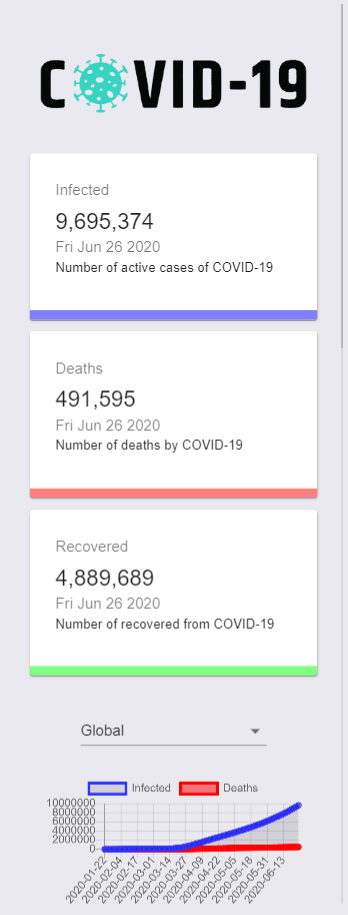 COVID-19
Infected
9,695,374
Fri Jun 26 2020
Number of active cases of COVID-19
Deaths
491,595
Fri Jun 26 2020
Number of deaths by COVID-19
Recovered
4,889,689
Fri Jun 26 2020
Number of recovered from COVID-19
Global
Infected Deaths
10000000
8000000
6000000
4000000
2000000
0
2020-01-22 2020-02-04 2020-02-17 2020-03-01 2020-03-14 2020-03-27 2020-04-09 2020-04-22 2020-05-05 2020-05-18 2020-05-31 2020-06-13